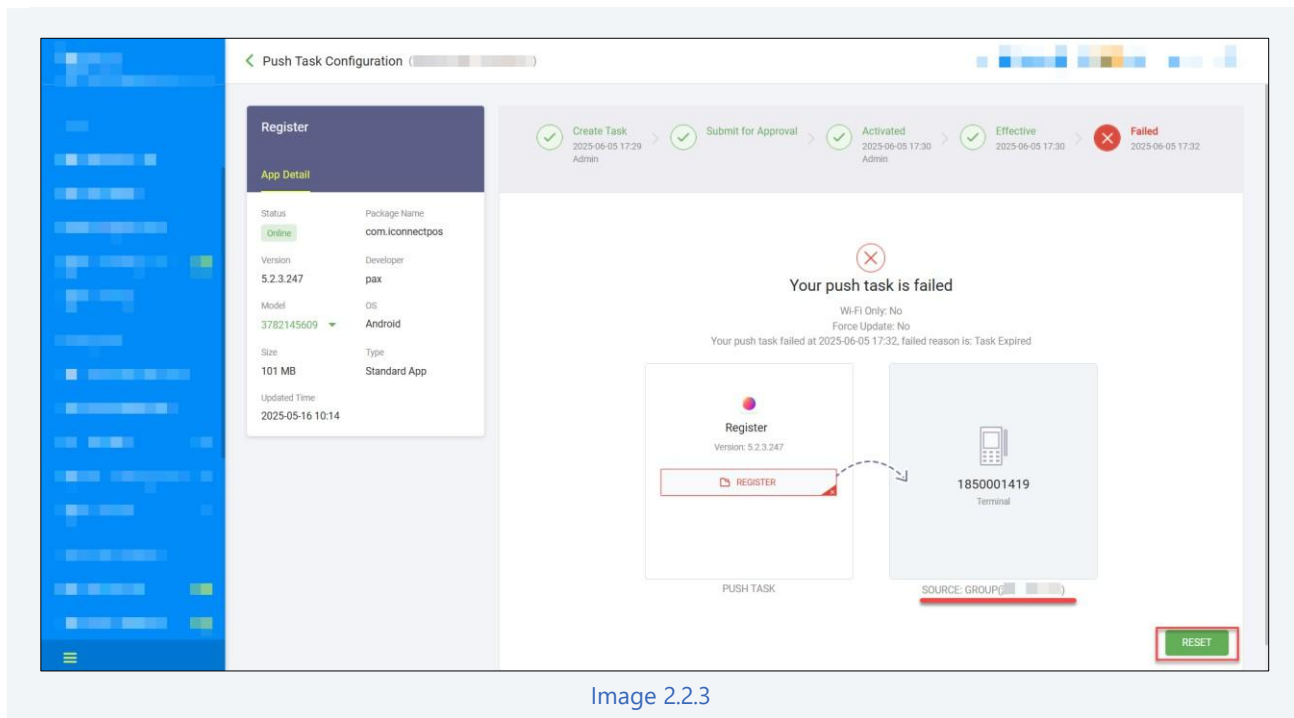 Push Task Configuration (
)
Register
App Detail
Status
Package Name
Online
com.iconnectpos
Version
Developer
5.2.3.247
pax
Model
OS
3782145609
Android
Size
Type
101 MB
Standard App
Updated Time
2025-05-16 10:14
Create Task
2025-06-05 17:29
Admin
Submit for Approval
Activated
2025-06-05 17:30
Admin
Effective
2025-06-05 17:30
Failed
2025-06-05 17:32
Your push task is failed
Wi-Fi Only: No
Force Update: No
Your push task failed at 2025-06-05 17:32, failed reason is: Task Expired
Register
Version: 5.2.3.247
REGISTER
PUSH TASK
1850001419
Terminal
SOURCE: GROUP( )
RESET
Image 2.2.3